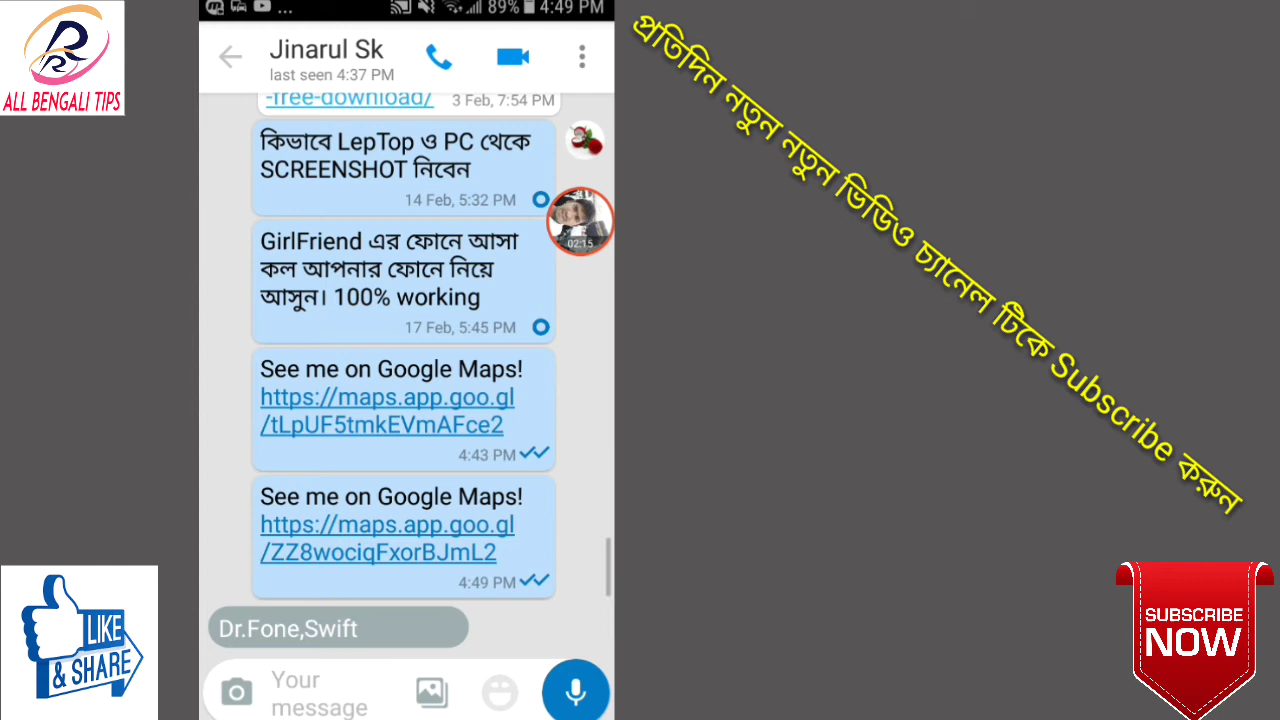 ALL BENGALI TIPS
... 89% 4:49 PM
Jinarul Sk
last seen 4:37 PM
-free-download/ 3 Feb, 7:54 PM
কিভাবে LepTop ও PC থেকে
SCREENSHOT নিবেন
14 Feb, 5:32 PM
02:15
GirlFriend এর ফোনে আসা
কল আপনার ফোনে নিয়ে
আসুন। 100% working
17 Feb, 5:45 PM
See me on Google Maps!
https://maps.app.goo.gl
/tLpUF5tmkEVmAFce2
4:43 PM
See me on Google Maps!
https://maps.app.goo.gl
/ZZ8wociqFxorBJmL2
4:49 PM
Dr.Fone,Swift
Your
message
প্রতিদিন নতুন নতুন ভিডিও চ্যানেল টিকে Subscribe করুন
LIKE
& SHARE
SUBSCRIBE
NOW